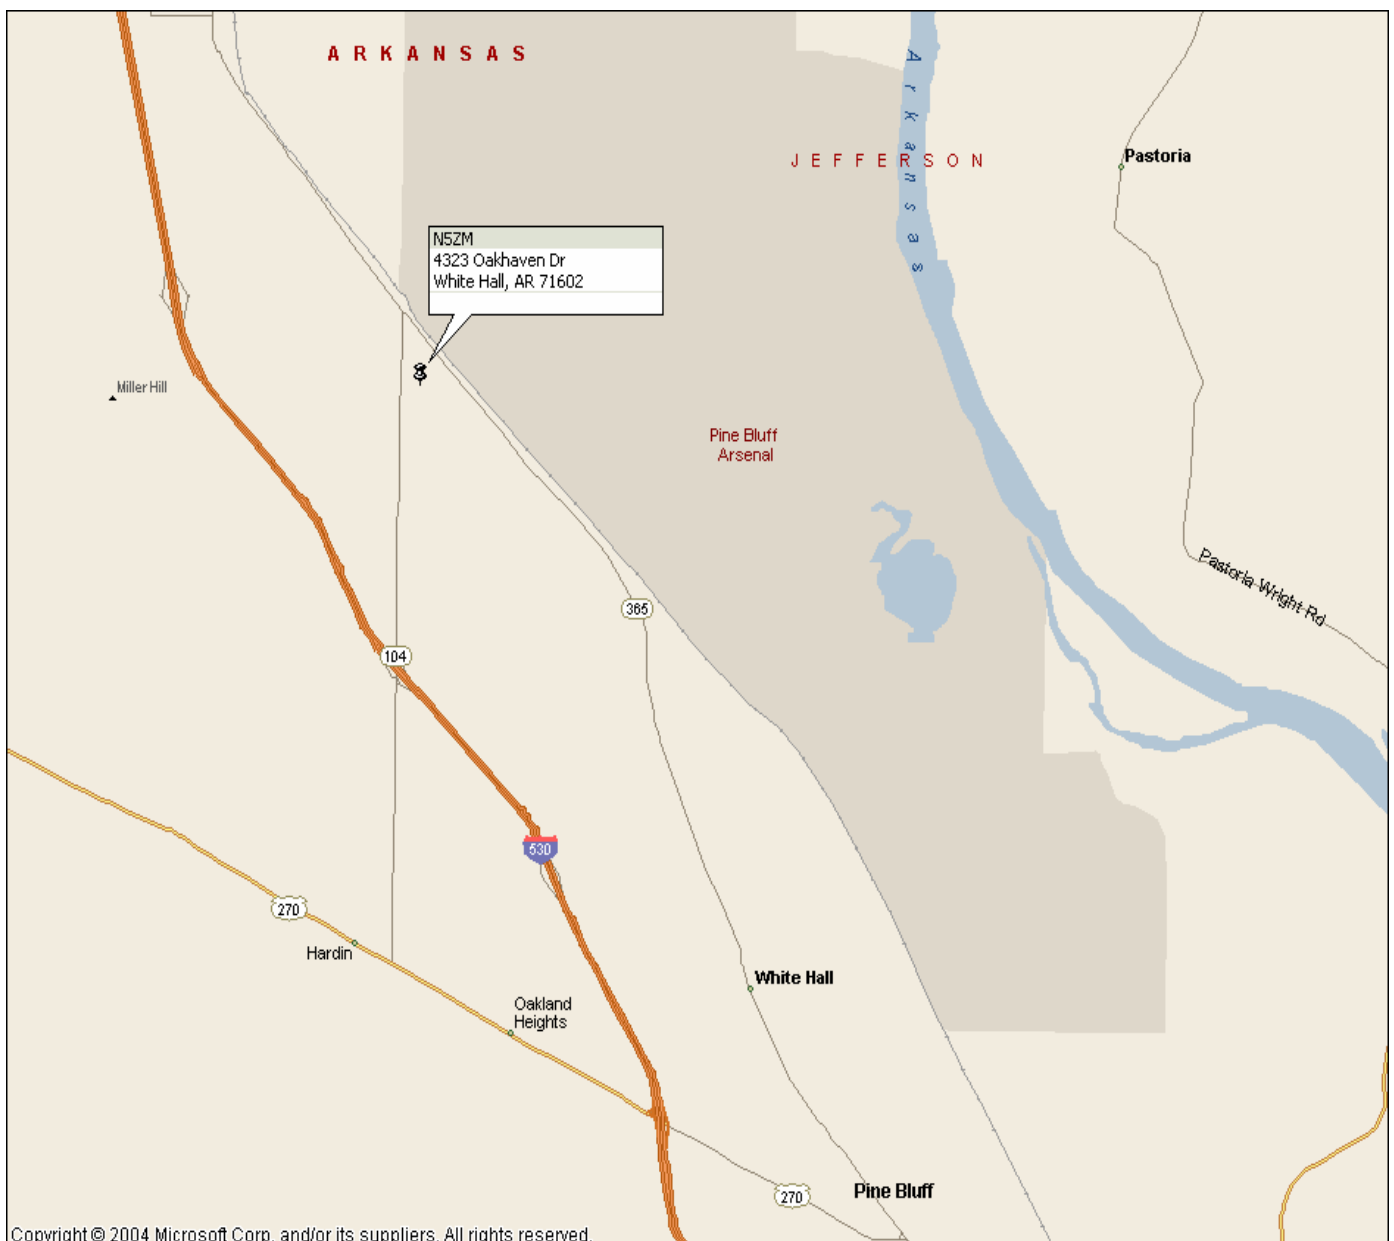 A R K A N S A S
Arkansas
J E F F E R S O N
Pastoria
N5ZM
4323 Oakhaven Dr
White Hall, AR 71602
Miller Hill
Pine Bluff
Arsenal
Pastoria Wright Rd
365
104
530
270
Hardin
White Hall
Oakland
Heights
270
Pine Bluff
Copyright © 2004 Microsoft Corp. and/or its suppliers. All rights reserved.